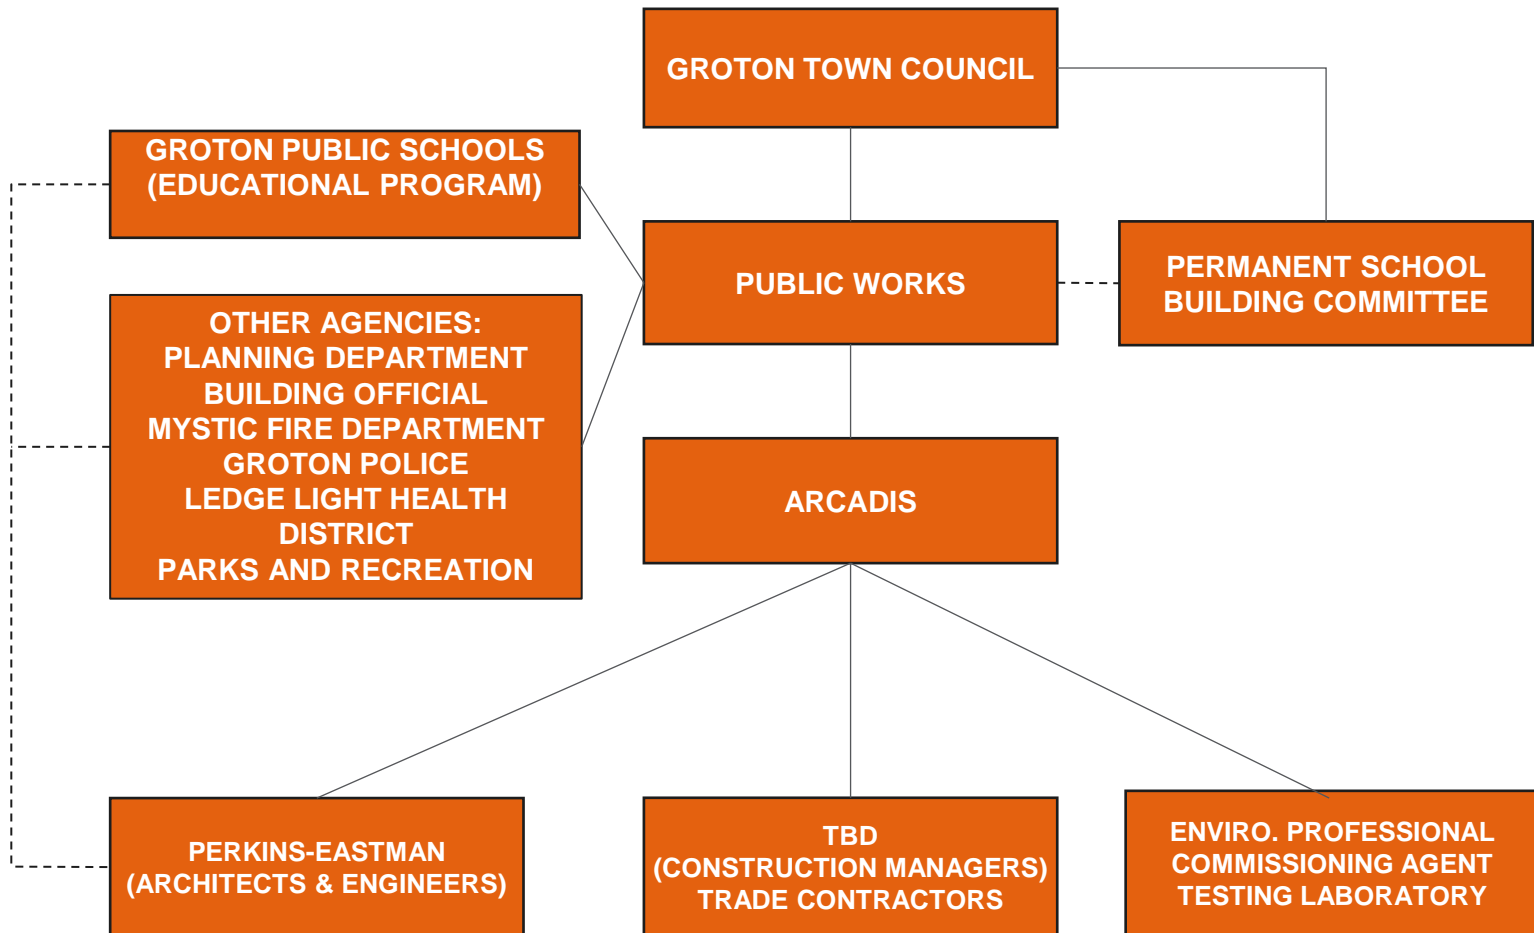 GROTON TOWN COUNCIL
GROTON PUBLIC SCHOOLS
(EDUCATIONAL PROGRAM)
PUBLIC WORKS
PERMANENT SCHOOL
BUILDING COMMITTEE
OTHER AGENCIES:
PLANNING DEPARTMENT
BUILDING OFFICIAL
MYSTIC FIRE DEPARTMENT
GROTON POLICE
LEDGE LIGHT HEALTH
DISTRICT
PARKS AND RECREATION
ARCADIS
PERKINS-EASTMAN
(ARCHITECTS & ENGINEERS)
TBD
(CONSTRUCTION MANAGERS)
TRADE CONTRACTORS
ENVIRO. PROFESSIONAL
COMMISSIONING AGENT
TESTING LABORATORY